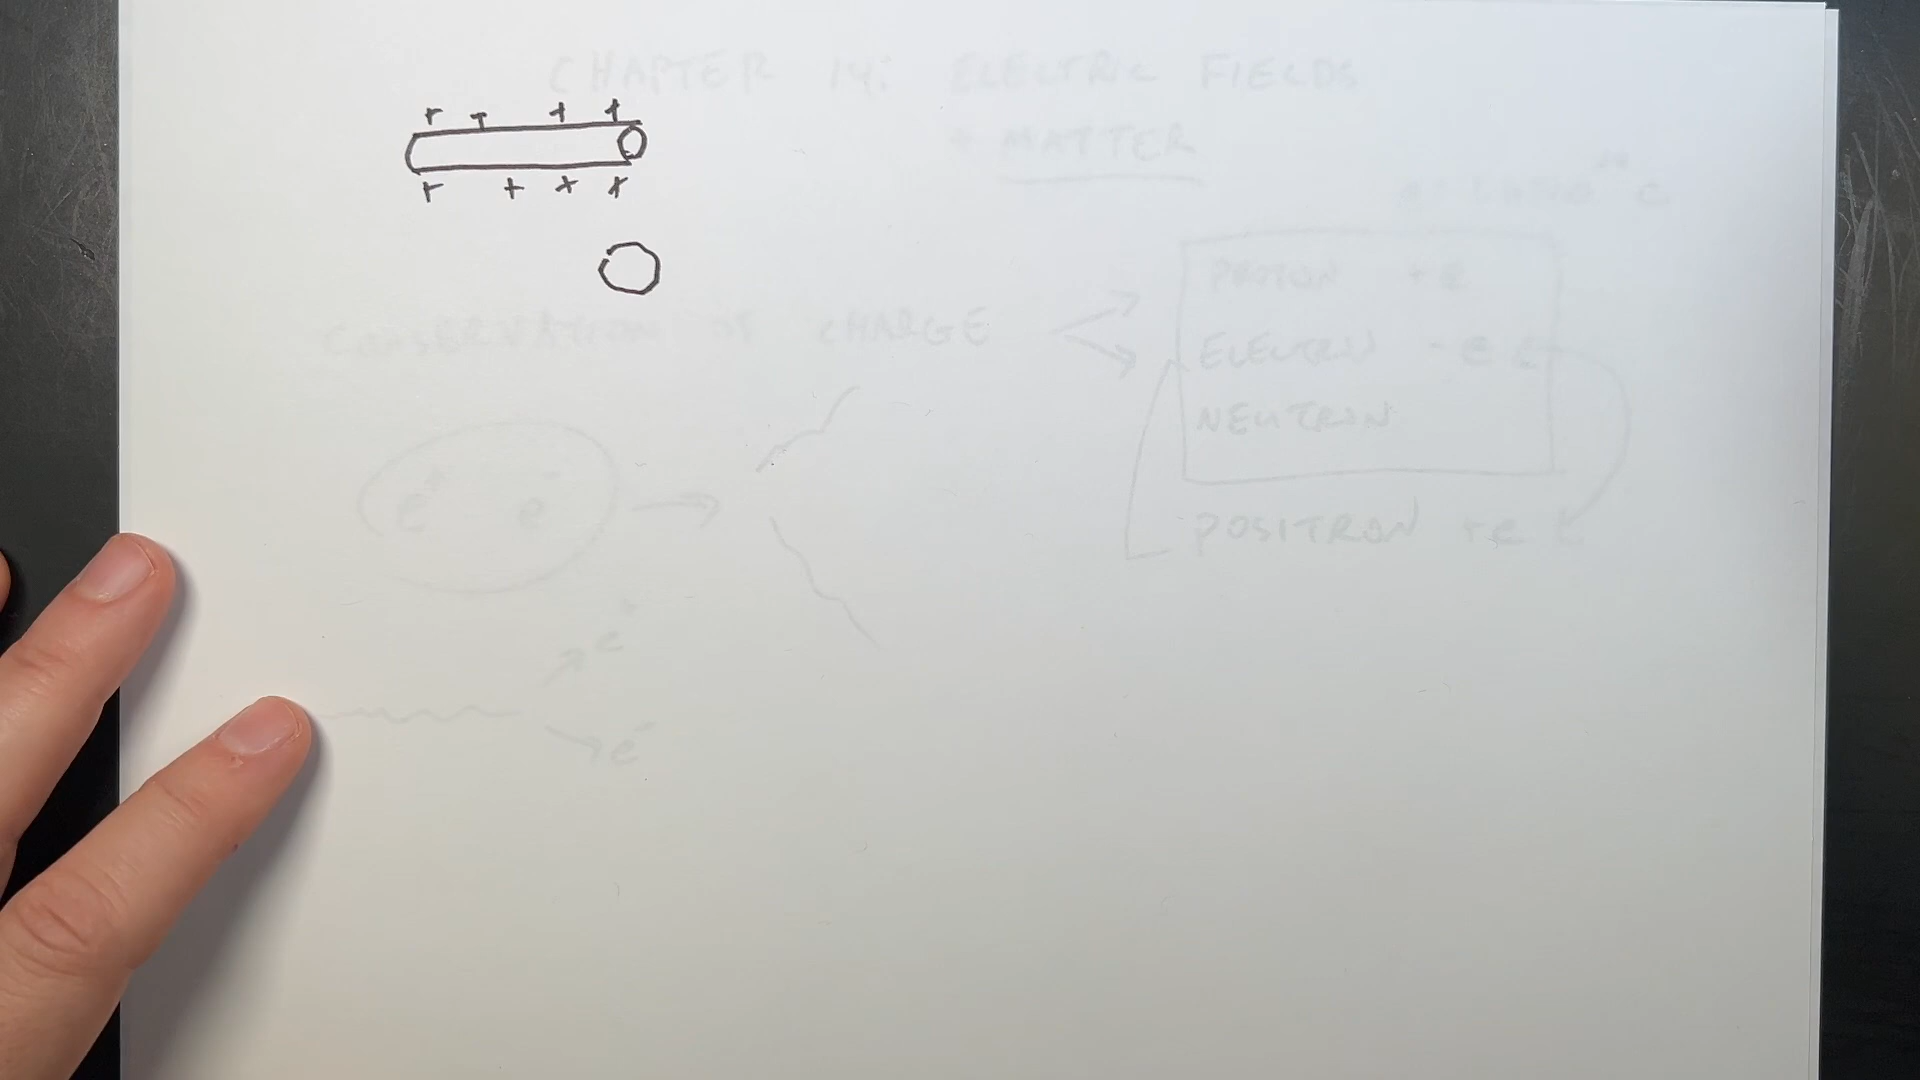 CHAPTER 14: ELECTRIC FIELDS
+ MATTER
+ + + +
+ + + +
PROTON +e
CONSERVATION OF CHARGE
ELECTRON -e
NEUTRON
e+ e-
POSITRON +e
e+
e-